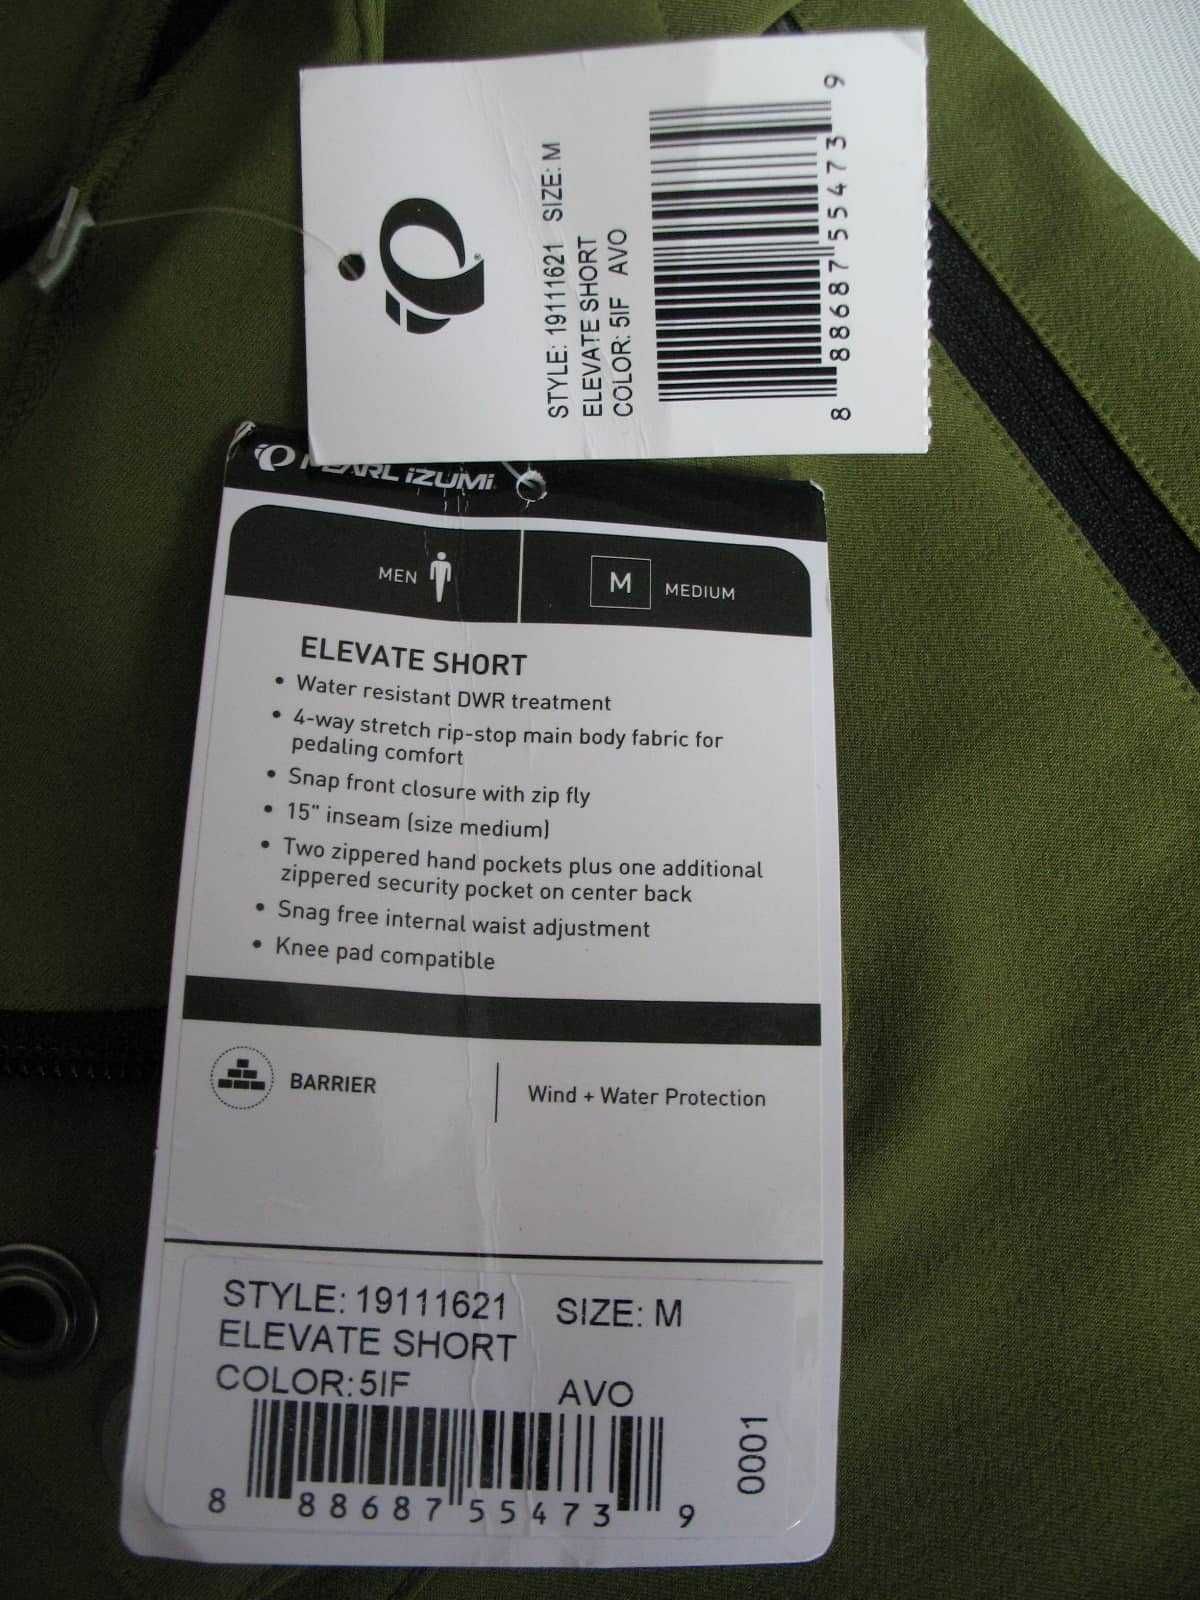 STYLE: 19111621 SIZE: M
ELEVATE SHORT
COLOR: 5IF AVO
8 88687 55473 9
PEARL iZUMi
MEN
M MEDIUM
ELEVATE SHORT
• Water resistant DWR treatment
• 4-way stretch rip-stop main body fabric for
pedaling comfort
• Snap front closure with zip fly
• 15" inseam (size medium)
• Two zippered hand pockets plus one additional
zippered security pocket on center back
• Snag free internal waist adjustment
• Knee pad compatible
BARRIER
Wind + Water Protection
STYLE: 19111621 SIZE: M
ELEVATE SHORT
COLOR: 5IF AVO
0001
8 88687 55473 9